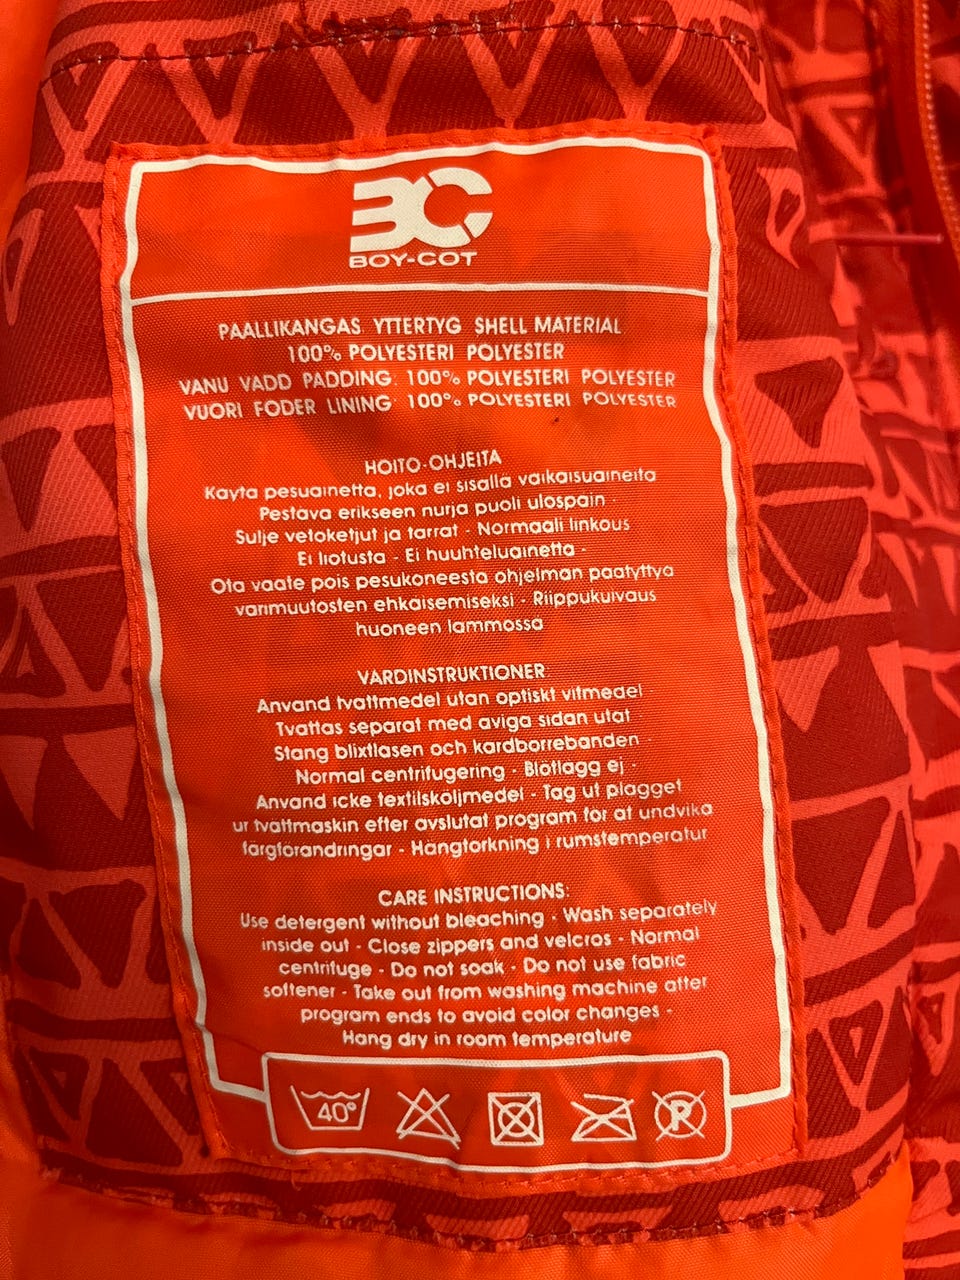 BC
BOY-COT
PAALLIKANGAS YTTERTYG SHELL MATERIAL
100% POLYESTERI POLYESTER
VANU VADD PADDING: 100% POLYESTERI POLYESTER
VUORI FODER LINING: 100% POLYESTERI POLYESTER
HOITO-OHJEITA
Kayta pesuainetta, joka ei sisalla vaikaisuaineita
Pestava erikseen nurja puoli ulospain -
Sulje vetoketjut ja tarrat - Normaali linkous
Ei liotusta - Ei huuhteluainetta -
Ota vaate pois pesukoneesta ohjelman paatyttya
varimuutosten ehkaisemiseksi - Riippukuivaus
huoneen lammossa
VARDINSTRUKTIONER:
Anvand tvattmedel utan optiskt vitmedel -
Tvattas separat med aviga sidan utat
Stang blixtlasen och kardborrebanden
Normal centrifugering - Blotlagg ej -
Anvand icke textilsköljmedel - Tag ut plagget
ur tvattmaskin efter avslutat program for at undvika
fargforandringar - Hangtorkning i rumstemperatur
CARE INSTRUCTIONS:
Use detergent without bleaching - Wash separately
inside out - Close zippers and velcros - Normal
centrifuge - Do not soak - Do not use fabric
softener - Take out from washing machine after
program ends to avoid color changes -
Hang dry in room temperature
40° P